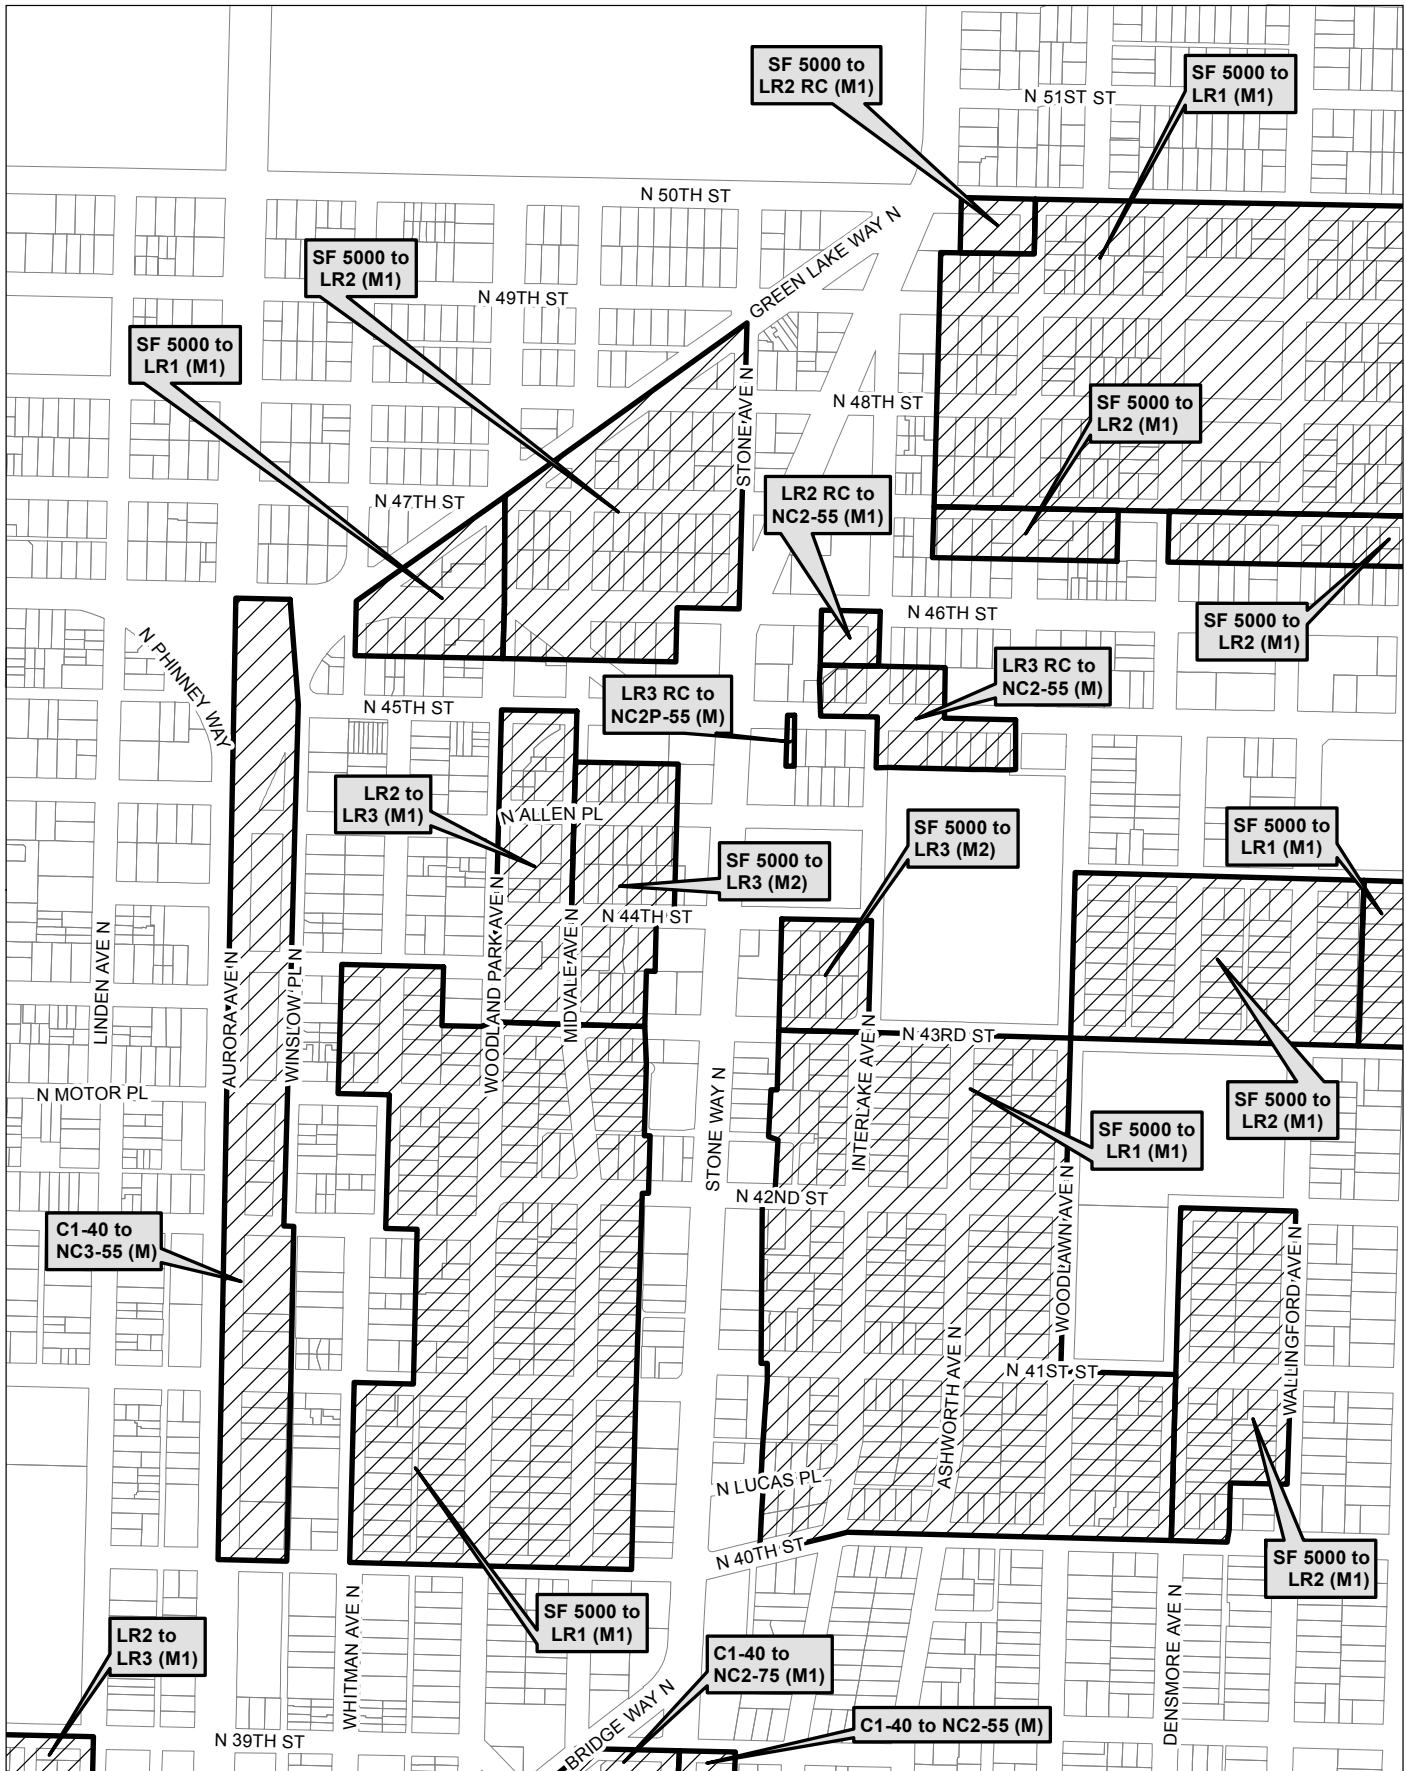 SF 5000 to
LR2 RC (M1)
SF 5000 to
LR1 (M1)
N 51ST ST
N 50TH ST
GREEN LAKE WAY N
SF 5000 to
LR2 (M1)
N 49TH ST
SF 5000 to
LR1 (M1)
STONE AVE N
N 48TH ST
SF 5000 to
LR2 (M1)
N 47TH ST
LR2 RC to
NC2-55 (M1)
N 46TH ST
SF 5000 to
LR2 (M1)
N PHINNEY WAY
LR3 RC to
NC2-55 (M)
LR3 RC to
NC2P-55 (M)
N 45TH ST
LR2 to
LR3 (M1)
N ALLEN PL
SF 5000 to
LR3 (M2)
SF 5000 to
LR1 (M1)
SF 5000 to
LR3 (M2)
N 44TH ST
LINDEN AVE N
AURORA AVE N
WINSLOW PL N
WOODLAND PARK AVE N
MIDVALE AVE N
N 43RD ST
INTERLAKE AVE N
N MOTOR PL
STONE WAY N
SF 5000 to
LR2 (M1)
SF 5000 to
LR1 (M1)
N 42ND ST
WOODLAWN AVE N
C1-40 to
NC3-55 (M)
WALLINGFORD AVE N
ASHWORTH AVE N
N 41ST ST
N LUCAS PL
N 40TH ST
SF 5000 to
LR2 (M1)
SF 5000 to
LR1 (M1)
WHITMAN AVE N
DENSMORE AVE N
LR2 to
LR3 (M1)
C1-40 to
NC2-75 (M1)
C1-40 to NC2-55 (M)
N 39TH ST
BRIDGE WAY N